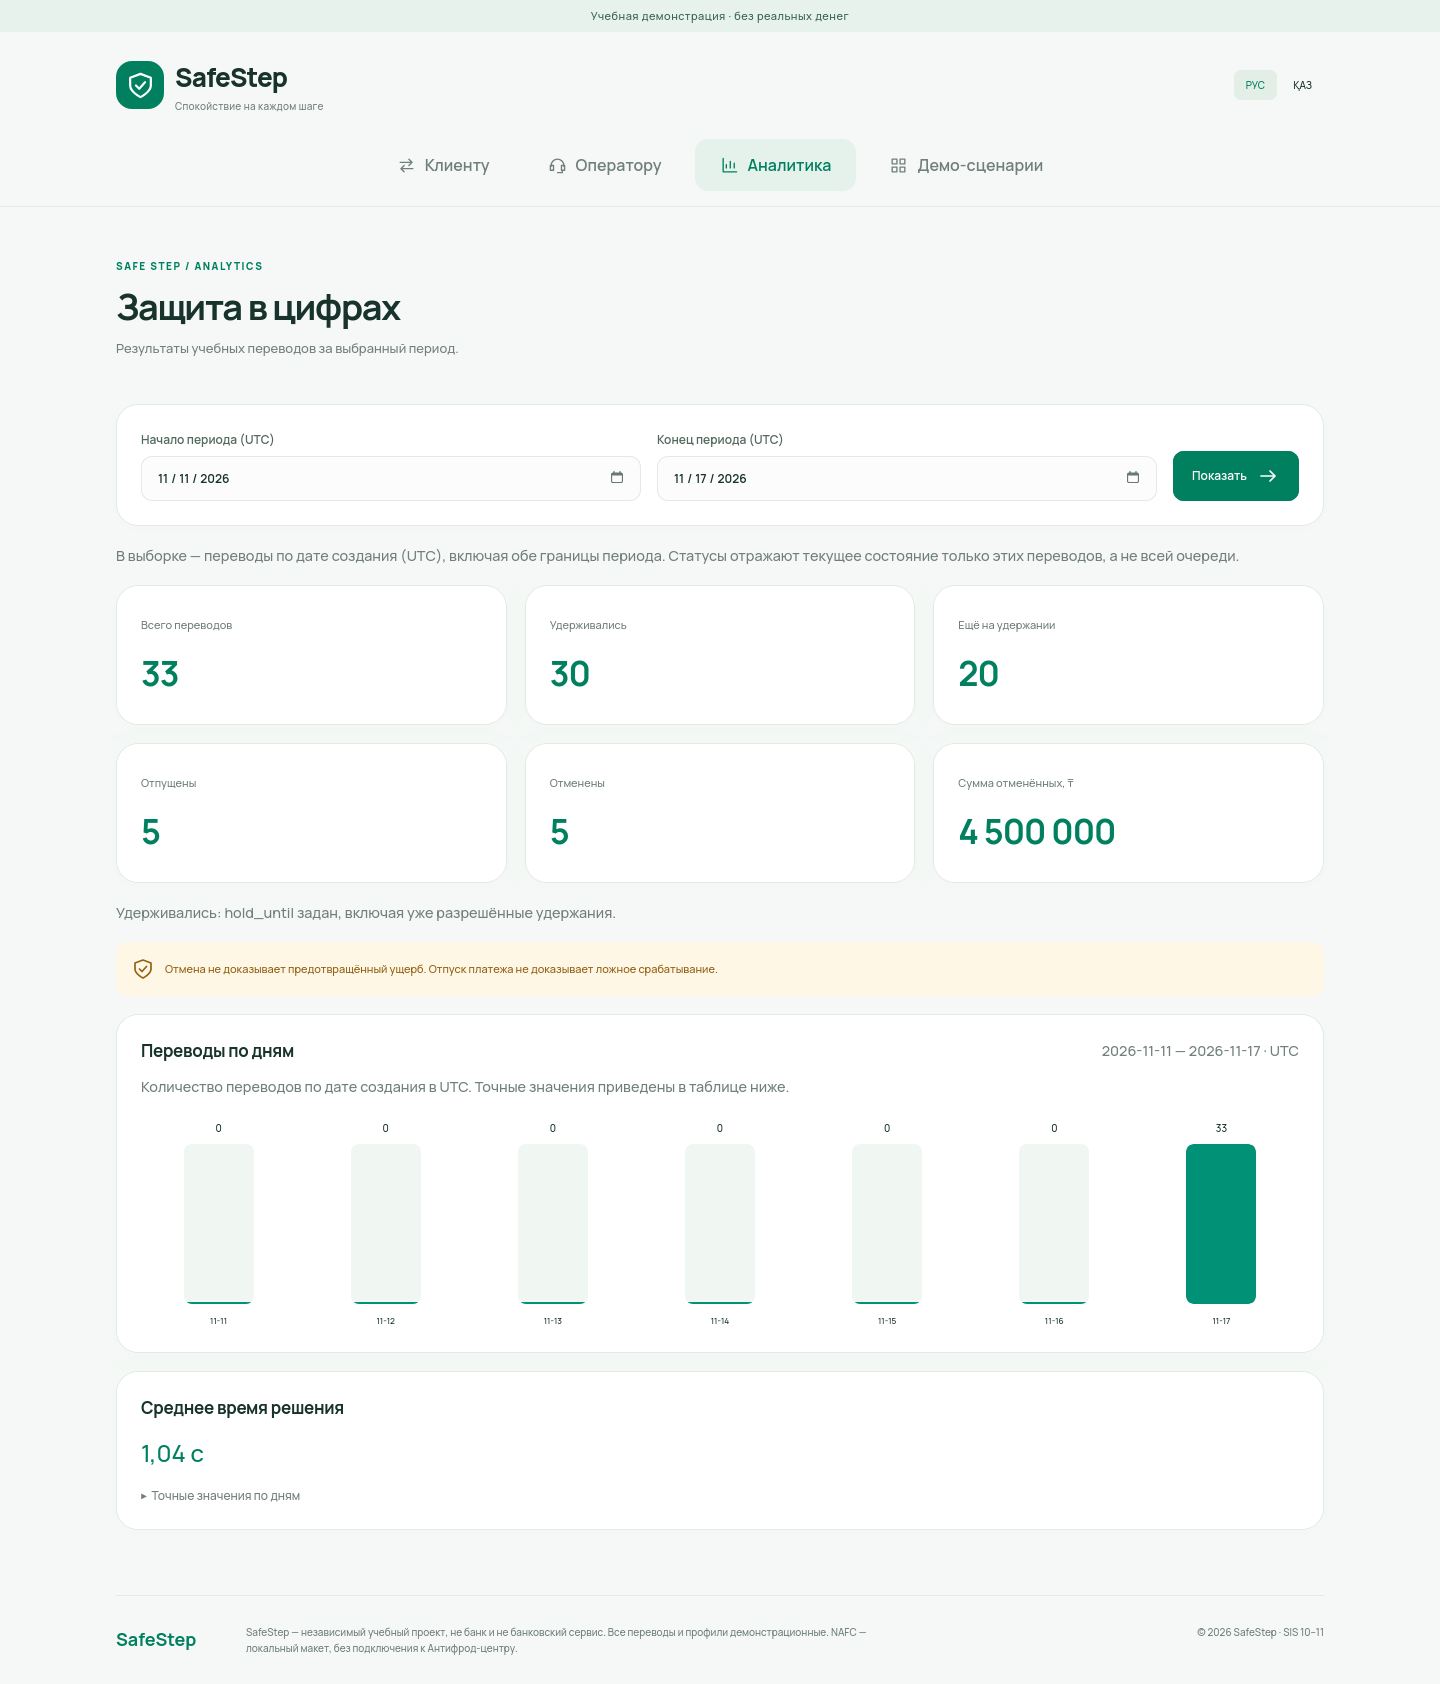 Учебная демонстрация · без реальных денег
SafeStep
Спокойствие на каждом шаге
РУС
ҚАЗ
Клиенту
Оператору
Аналитика
Демо-сценарии
SAFE STEP / ANALYTICS
Защита в цифрах
Результаты учебных переводов за выбранный период.
Начало периода (UTC)
Конец периода (UTC)
11 / 11 / 2026
11 / 17 / 2026
Показать
В выборке — переводы по дате создания (UTC), включая обе границы периода. Статусы отражают текущее состояние только этих переводов, а не всей очереди.
Всего переводов
Удерживались
Ещё на удержании
33
30
20
Отпущены
Отменены
Сумма отменённых, ₸
5
5
4 500 000
Удерживались: hold_until задан, включая уже разрешённые удержания.
Отмена не доказывает предотвращённый ущерб. Отпуск платежа не доказывает ложное срабатывание.
Переводы по дням
2026-11-11 — 2026-11-17 · UTC
Количество переводов по дате создания в UTC. Точные значения приведены в таблице ниже.
0
0
0
0
0
0
33
11-11
11-12
11-13
11-14
11-15
11-16
11-17
Среднее время решения
1,04 с
Точные значения по дням
SafeStep
SafeStep — независимый учебный проект, не банк и не банковский сервис. Все переводы и профили демонстрационные. NAFC —
локальный макет, без подключения к Антифрод-центру.
© 2026 SafeStep · SIS 10–11